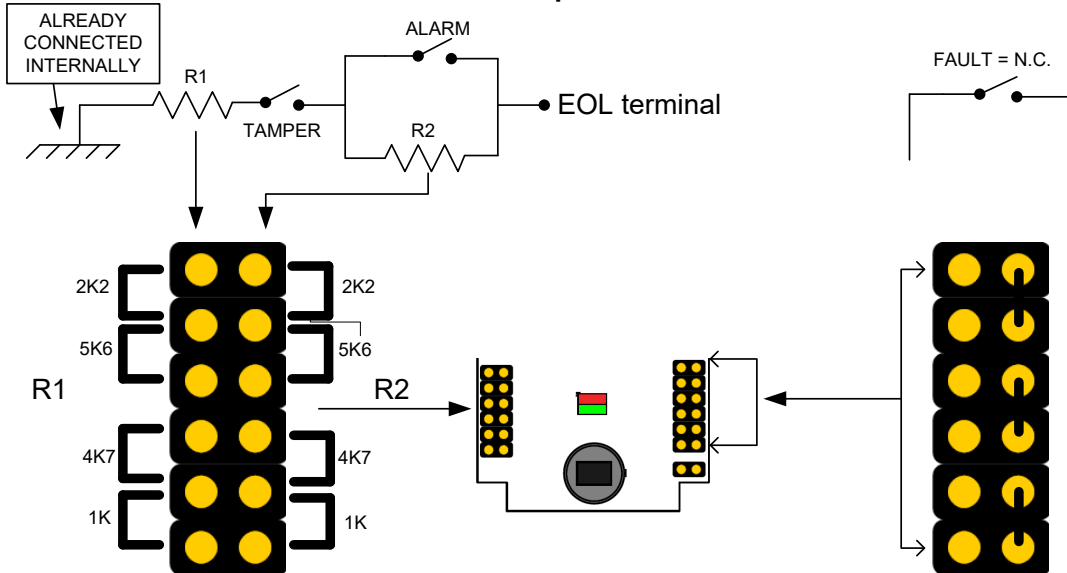 ALREADY
CONNECTED
INTERNALLY
R1
TAMPER
ALARM
R2
EOL terminal
FAULT = N.C.
2K2
2K2
5K6
5K6
R1
R2
4K7
4K7
1K
1K